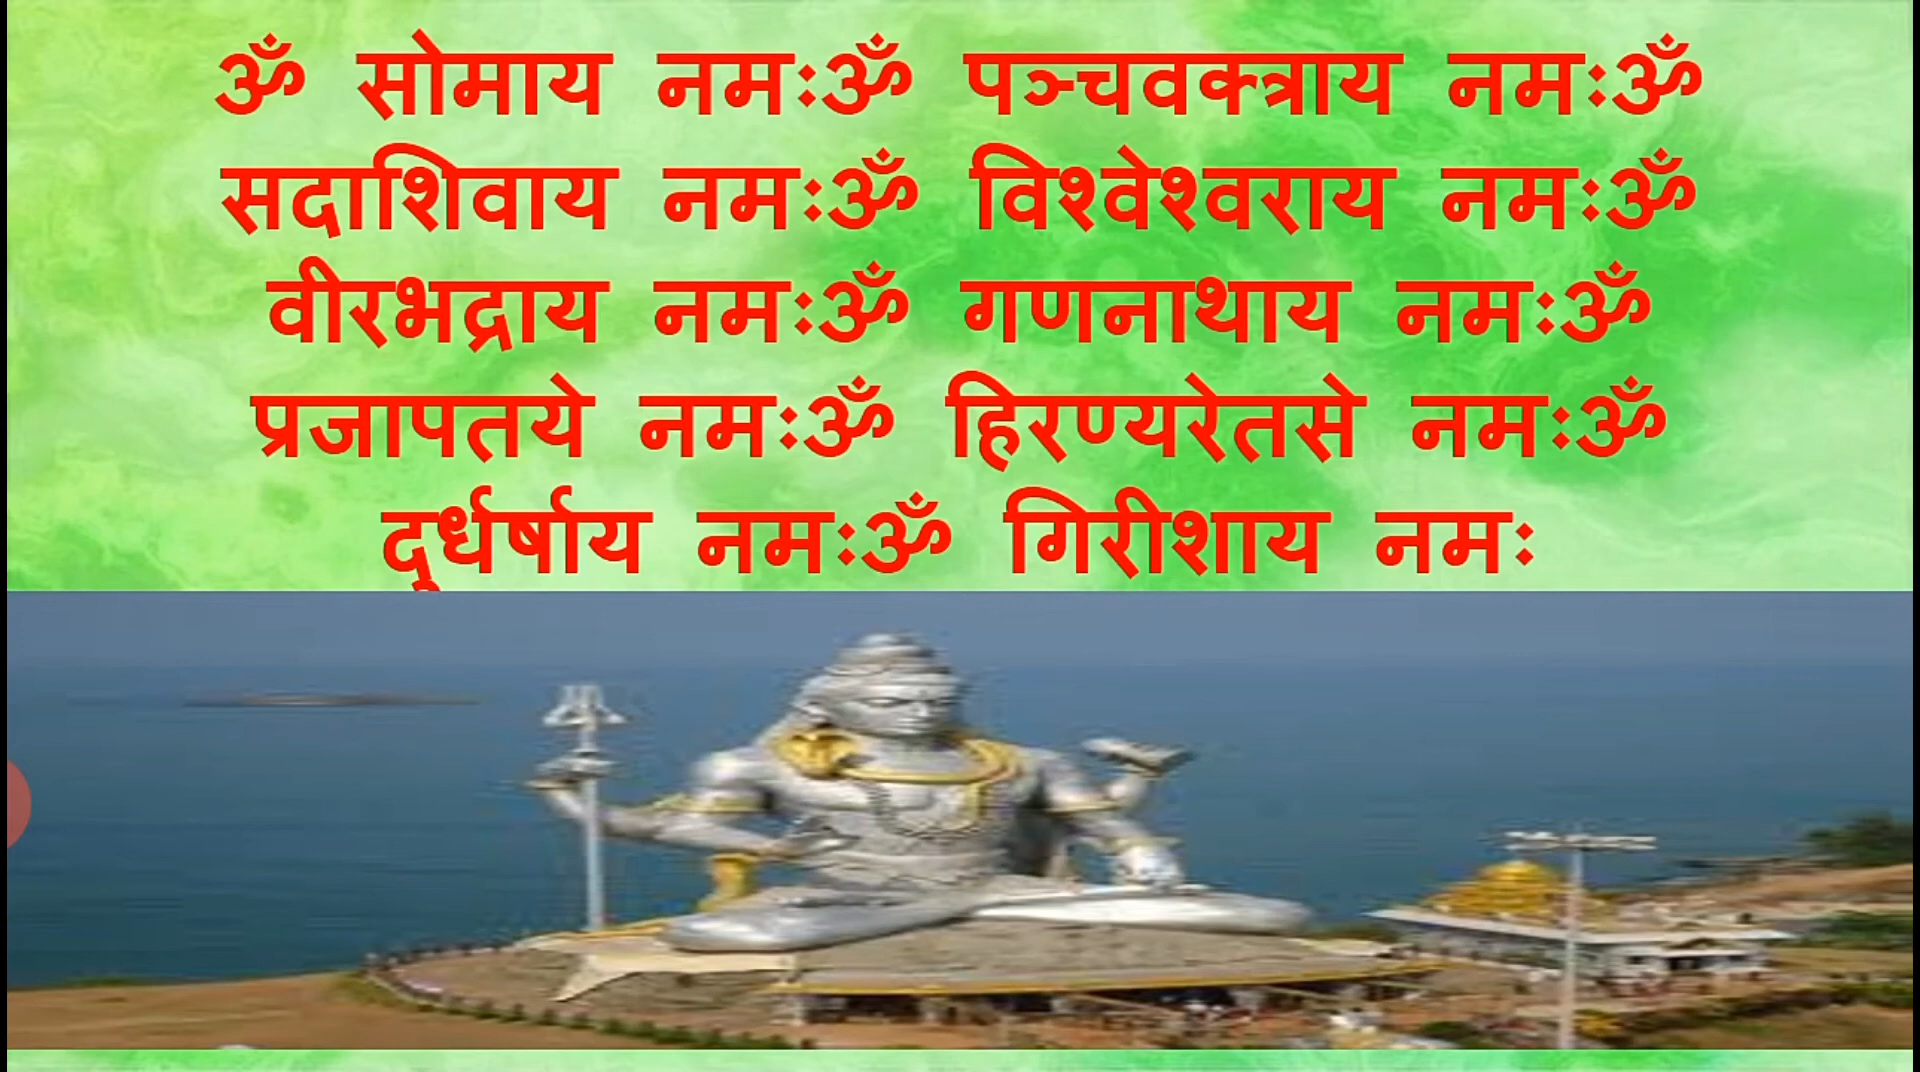 ॐ सोमाय नमःॐ पञ्चवक्त्राय नमःॐ
सदाशिवाय नमःॐ विश्वेश्वराय नमःॐ
वीरभद्राय नमःॐ गणनाथाय नमःॐ
प्रजापतये नमःॐ हिरण्यरेतसे नमःॐ
दुर्धर्षाय नमःॐ गिरीशाय नमः